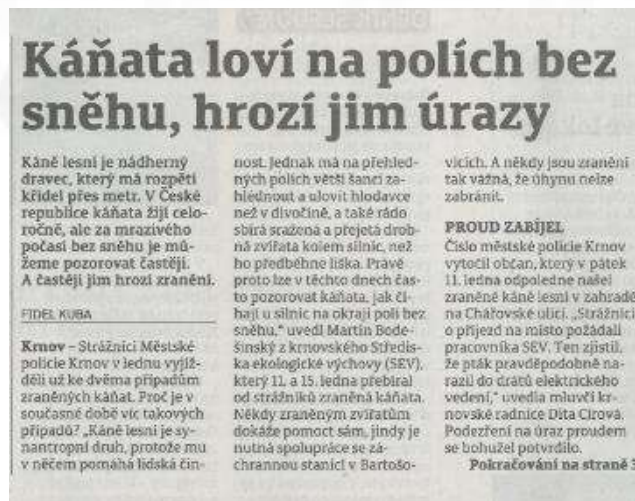 Káňata loví na polích bez
sněhu, hrozí jim úrazy
Káně lesní je nádherný
dravec, který má rozpětí
křídel přes metr. V České
republice káňata žijí celo-
ročně, ale za mrazivého
počasí bez sněhu je mů-
žeme pozorovat častěji.
A častěji jim hrozí zranění.
FIDEL KUBA
Krnov – Strážníci Městské
policie Krnov v lednu vyjíž-
děli už ke dvěma případům
zraněných káňat. Proč je v
současné době víc takových
případů? „Káně lesní je sy-
nantropní druh, protože mu
v něčem pomáhá lidská čin-
nost. Jednak má na přehled-
ných polích větší šanci za-
hlédnout a ulovit hlodavce
než v divočině, a také rádo
sbírá sražená a přejetá drob-
ná zvířata kolem silnic, než
ho předběhne liška. Právě
proto lze v těchto dnech čas-
to pozorovat káňata, jak čí-
hají u silnic na okraji polí bez
sněhu,“ uvedl Martin Bode-
šinský z krnovského Středis-
ka ekologické výchovy (SEV),
který 11. a 15. ledna přebíral
od strážníků zraněná káňata.
Někdy zraněným zvířatům
dokáže pomoct sám, jindy je
nutná spolupráce se zá-
chrannou stanicí v Bartošo-
vicích. A někdy jsou zranění
tak vážná, že úhynu nelze
zabránit.
PROUD ZABÍJEL
Číslo městské policie Krnov
vytočil občan, který v pátek
11. ledna odpoledne našel
zraněné káně lesní v zahradě
na Chářovské ulici. „Strážníci
o příjezd na místo požádali
pracovníka SEV. Ten zjistil,
že pták pravděpodobně na-
razil do drátů elektrického
vedení,“ uvedla mluvčí kr-
novské radnice Dita Círová.
Podezření na úraz proudem
se bohužel potvrdilo.
Pokračování na straně 3